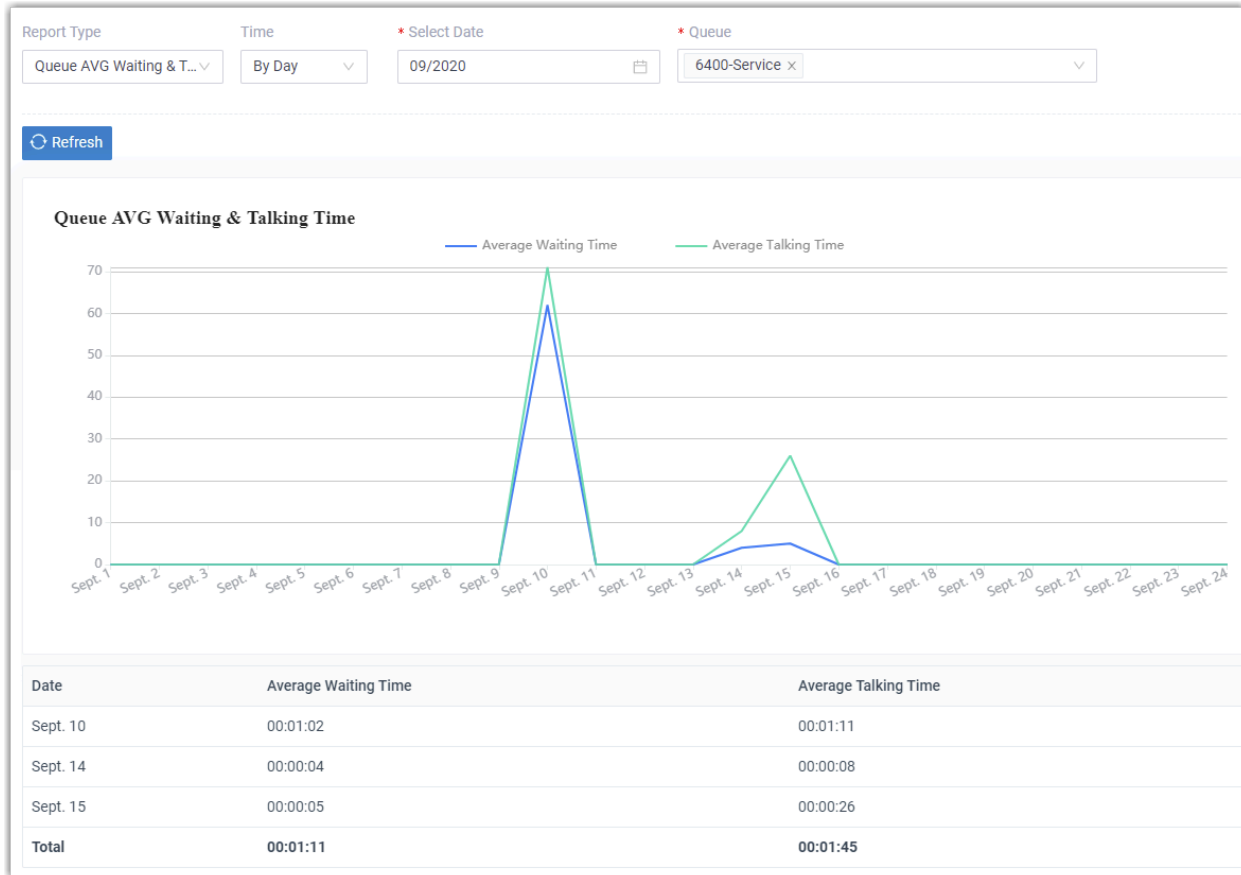 Report Type Time * Select Date * Queue
Queue AVG Waiting & T... By Day 09/2020 6400-Service ×
Refresh
Queue AVG Waiting & Talking Time
Average Waiting Time Average Talking Time
70
60
50
40
30
20
10
0
Sept. 1 Sept. 2 Sept. 3 Sept. 4 Sept. 5 Sept. 6 Sept. 7 Sept. 8 Sept. 9 Sept. 10 Sept. 11 Sept. 12 Sept. 13 Sept. 14 Sept. 15 Sept. 16 Sept. 17 Sept. 18 Sept. 19 Sept. 20 Sept. 21 Sept. 22 Sept. 23 Sept. 24
Date Average Waiting Time Average Talking Time
Sept. 10 00:01:02 00:01:11
Sept. 14 00:00:04 00:00:08
Sept. 15 00:00:05 00:00:26
Total 00:01:11 00:01:45